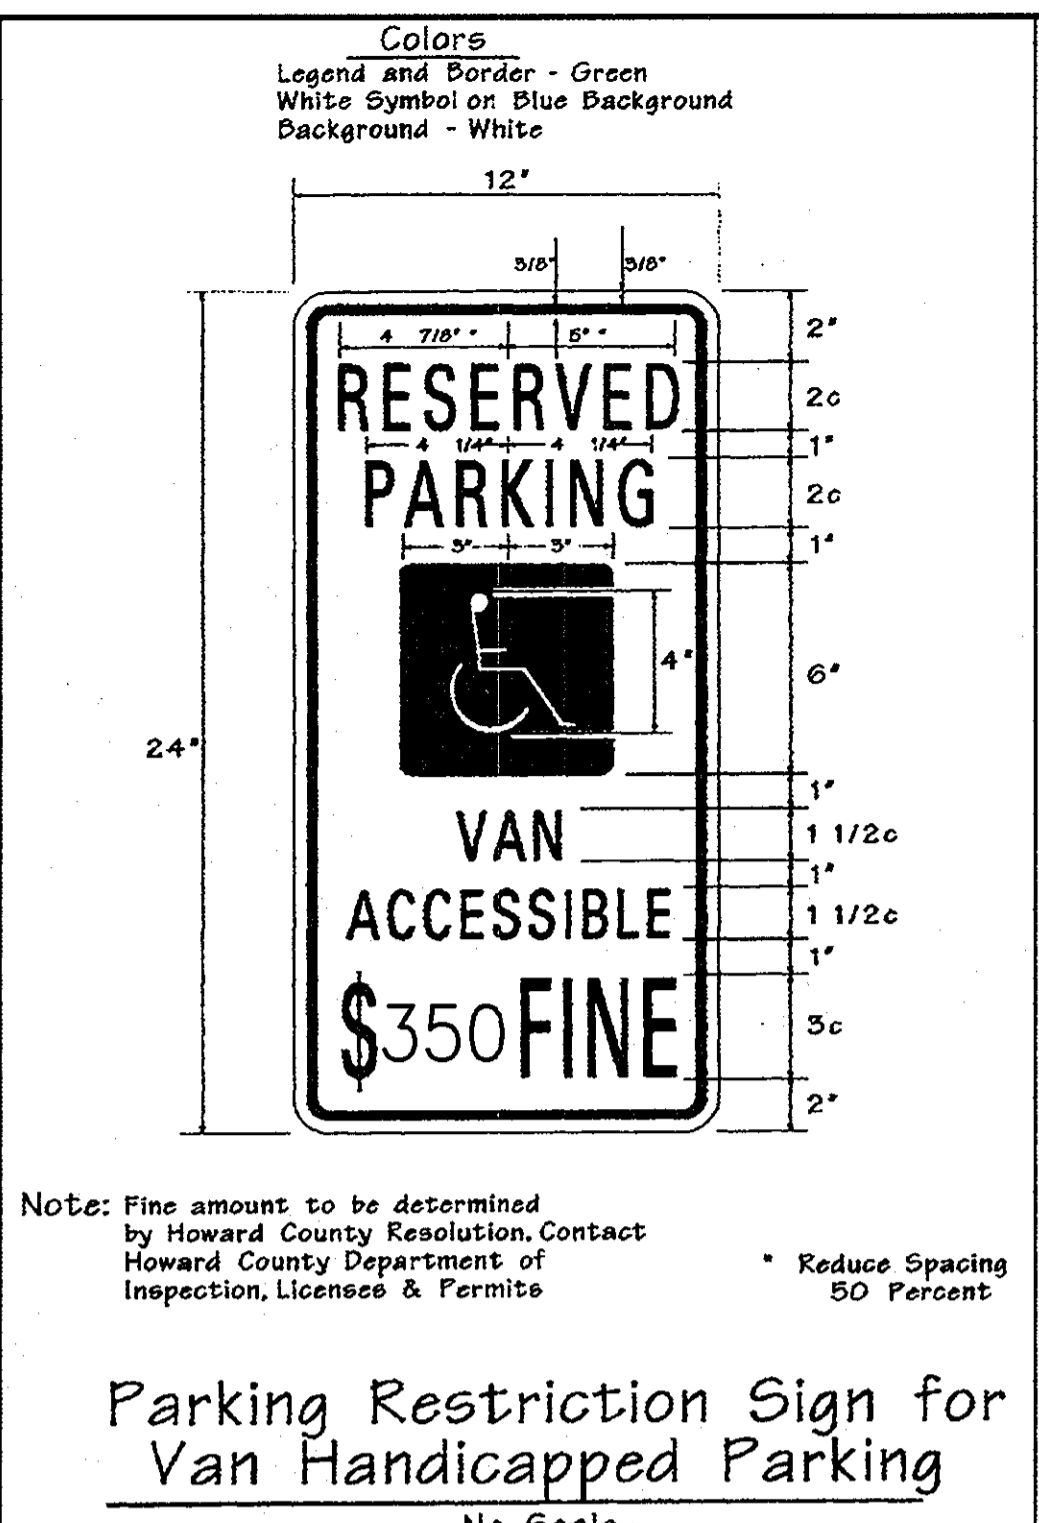 Colors
Legend and Border - Green
White Symbol on Blue Background
Background - White
12"
3/8" 3/8"
2"
4 7/8" * 5" *
RESERVED
2c
4 1/4" 4 1/4"
1"
PARKING
2c
3" 3"
1"
4"
6"
24"
1"
VAN
1 1/2c
1"
ACCESSIBLE
1 1/2c
1"
$350 FINE
3c
2"
Note: Fine amount to be determined
by Howard County Resolution. Contact
Howard County Department of
Inspection, Licenses & Permits
* Reduce Spacing
50 Percent
Parking Restriction Sign for
Van Handicapped Parking
No Scale